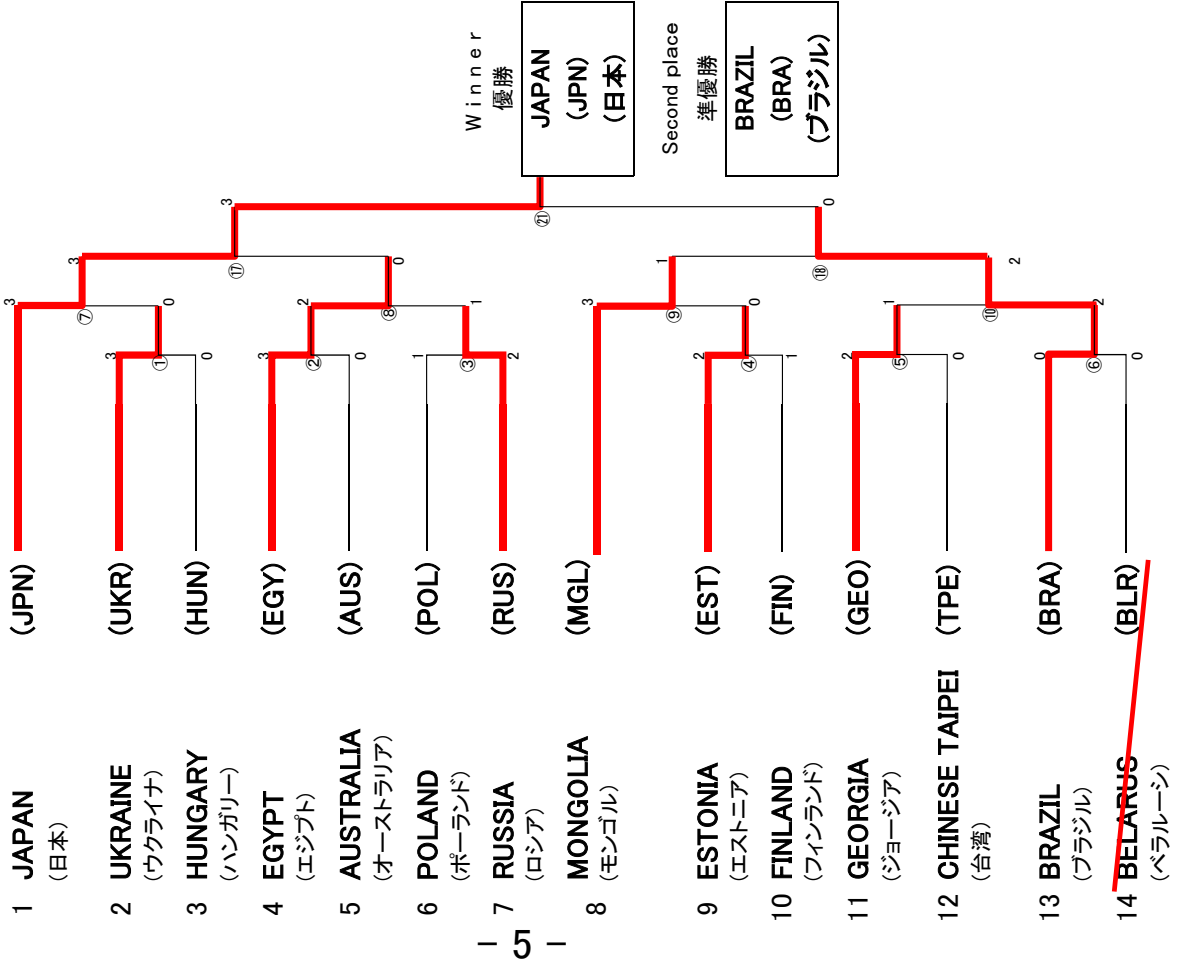 Winner
優勝
JAPAN
(JPN)
(日本)
Second place
準優勝
BRAZIL
(BRA)
(ブラジル)
3
㉑
0
3
⑰
0
1
⑱
2
3
⑦
0
2
⑧
1
3
⑨
0
1
⑩
2
3
①
0
3
②
0
1
③
2
2
④
1
2
⑤
0
0
⑥
0
1 JAPAN (JPN)
(日本)
2 UKRAINE (UKR)
(ウクライナ)
3 HUNGARY (HUN)
(ハンガリー)
4 EGYPT (EGY)
(エジプト)
5 AUSTRALIA (AUS)
(オーストラリア)
6 POLAND (POL)
(ポーランド)
7 RUSSIA (RUS)
(ロシア)
8 MONGOLIA (MGL)
(モンゴル)
9 ESTONIA (EST)
(エストニア)
10 FINLAND (FIN)
(フィンランド)
11 GEORGIA (GEO)
(ジョージア)
12 CHINESE TAIPEI (TPE)
(台湾)
13 BRAZIL (BRA)
(ブラジル)
14 BELARUS (BLR)
(ベラルーシ)
- 5 -